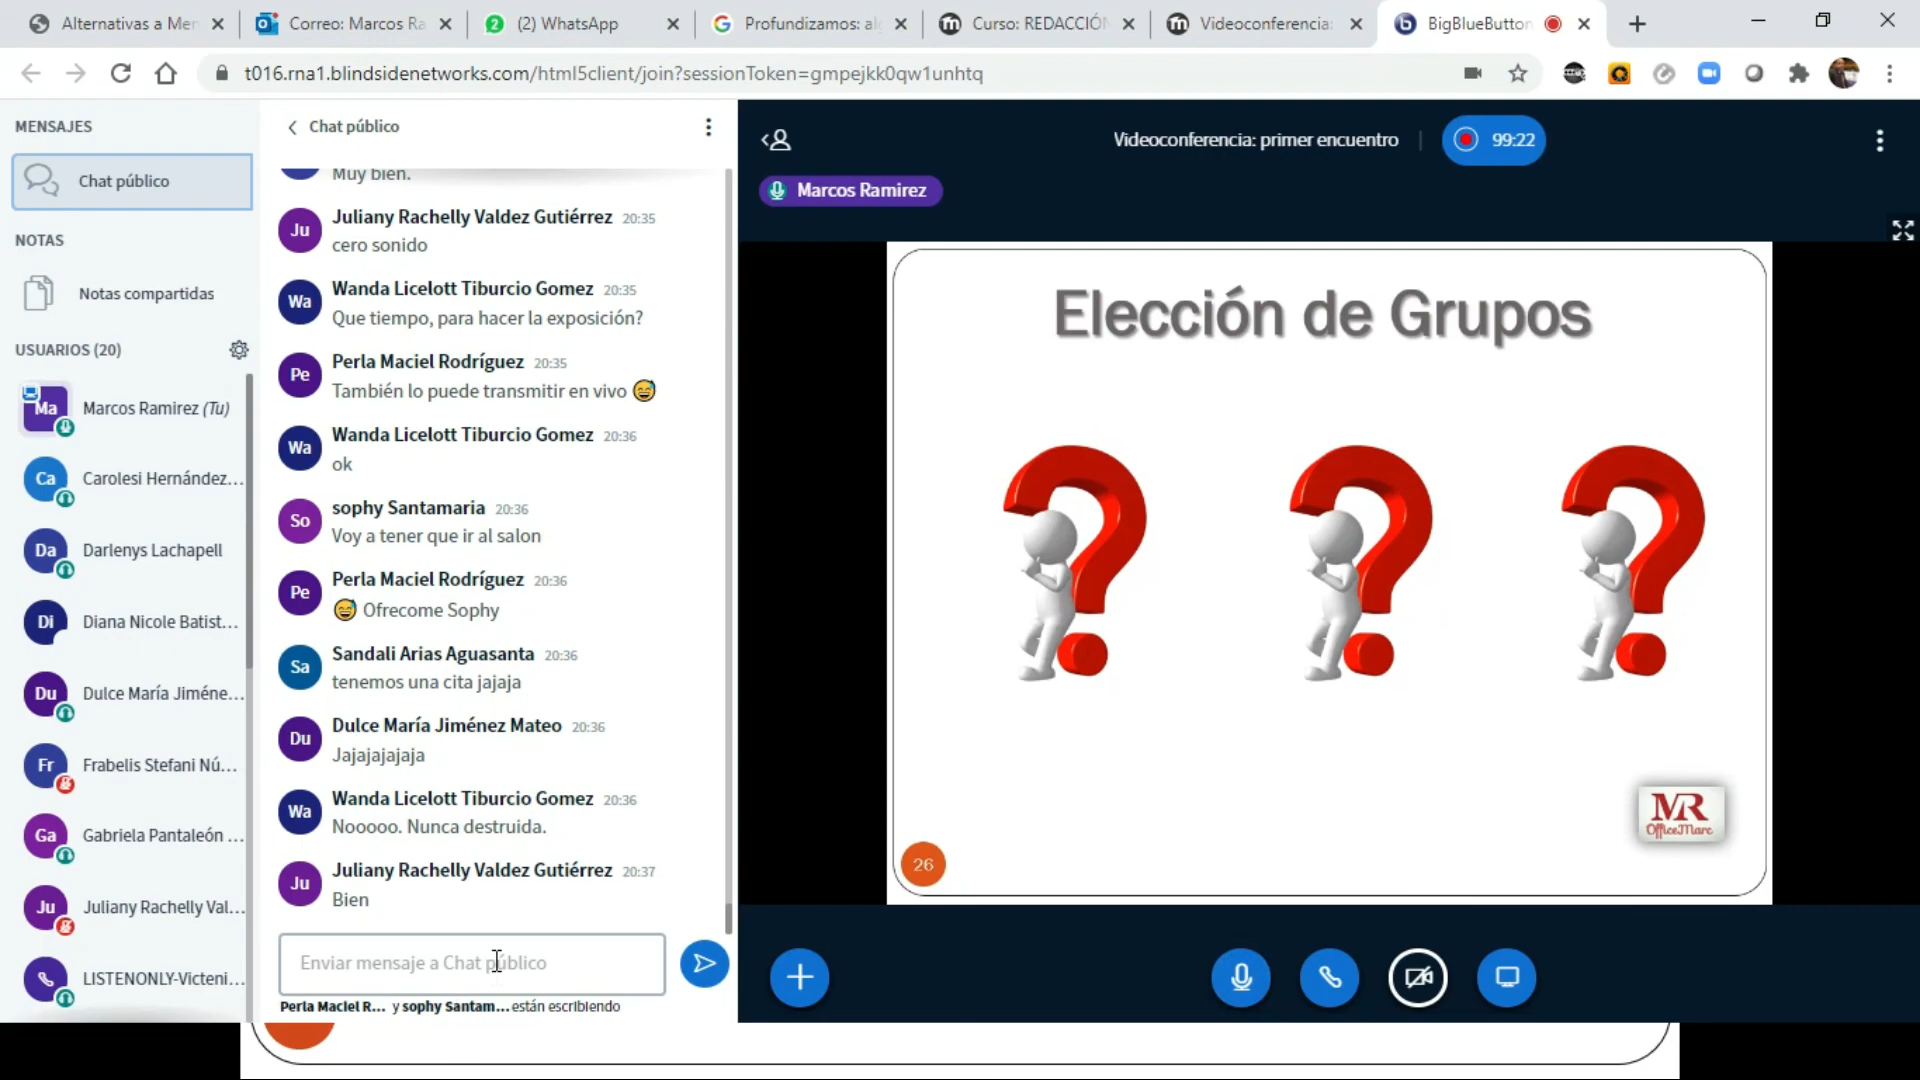 Alternativas a Men
Correo: Marcos Ra
(2) WhatsApp
Profundizamos: alg
Curso: REDACCIÓN
Videoconferencia:
BigBlueButton
t016.rna1.blindsidenetworks.com/html5client/join?sessionToken=gmpejkk0qw1unhtq
MENSAJES
Chat público
NOTAS
Notas compartidas
USUARIOS (20)
Ma Marcos Ramirez (Tu)
Ca Carolesi Hernández...
Da Darlenys Lachapell
Di Diana Nicole Batist...
Du Dulce María Jiméne...
Fr Frabelis Stefani Nú...
Ga Gabriela Pantaleón ...
Ju Juliany Rachelly Val...
LISTENONLY-Victeni...
Chat público
Muy bien.
Ju Juliany Rachelly Valdez Gutiérrez 20:35
cero sonido
Wa Wanda Licelott Tiburcio Gomez 20:35
Que tiempo, para hacer la exposición?
Pe Perla Maciel Rodríguez 20:35
También lo puede transmitir en vivo 😅
Wa Wanda Licelott Tiburcio Gomez 20:36
ok
So sophy Santamaria 20:36
Voy a tener que ir al salon
Pe Perla Maciel Rodríguez 20:36
😅 Ofrecome Sophy
Sa Sandali Arias Aguasanta 20:36
tenemos una cita jajaja
Du Dulce María Jiménez Mateo 20:36
Jajajajajaja
Wa Wanda Licelott Tiburcio Gomez 20:36
Nooooo. Nunca destruida.
Ju Juliany Rachelly Valdez Gutiérrez 20:37
Bien
Enviar mensaje a Chat público
Perla Maciel R... y sophy Santam... están escribiendo
Videoconferencia: primer encuentro
99:22
Marcos Ramirez
Elección de Grupos
MR
OfficeMarc
26